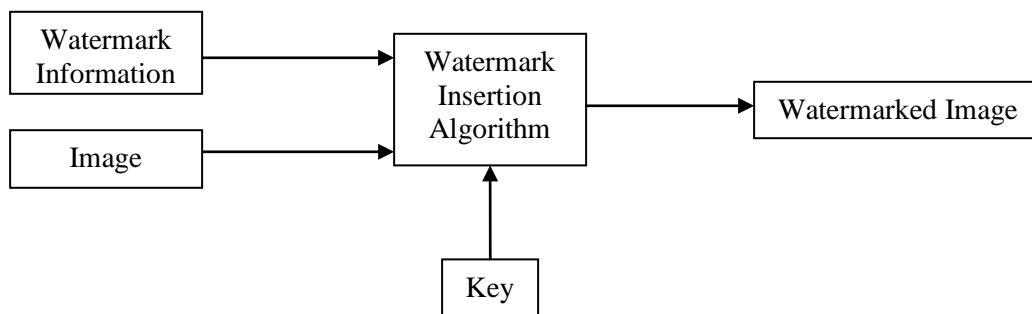 Watermark
Information
Watermark
Insertion
Algorithm
Watermarked Image
Image
Key